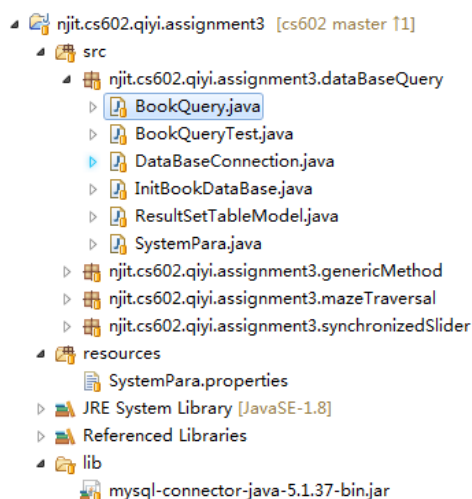 njit.cs602.qiyi.assignment3 [cs602 master ↑1]
src
njit.cs602.qiyi.assignment3.dataBaseQuery
BookQuery.java
BookQueryTest.java
DataBaseConnection.java
InitBookDataBase.java
ResultSetTableModel.java
SystemPara.java
njit.cs602.qiyi.assignment3.genericMethod
njit.cs602.qiyi.assignment3.mazeTraversal
njit.cs602.qiyi.assignment3.synchronizedSlider
resources
SystemPara.properties
JRE System Library [JavaSE-1.8]
Referenced Libraries
lib
mysql-connector-java-5.1.37-bin.jar